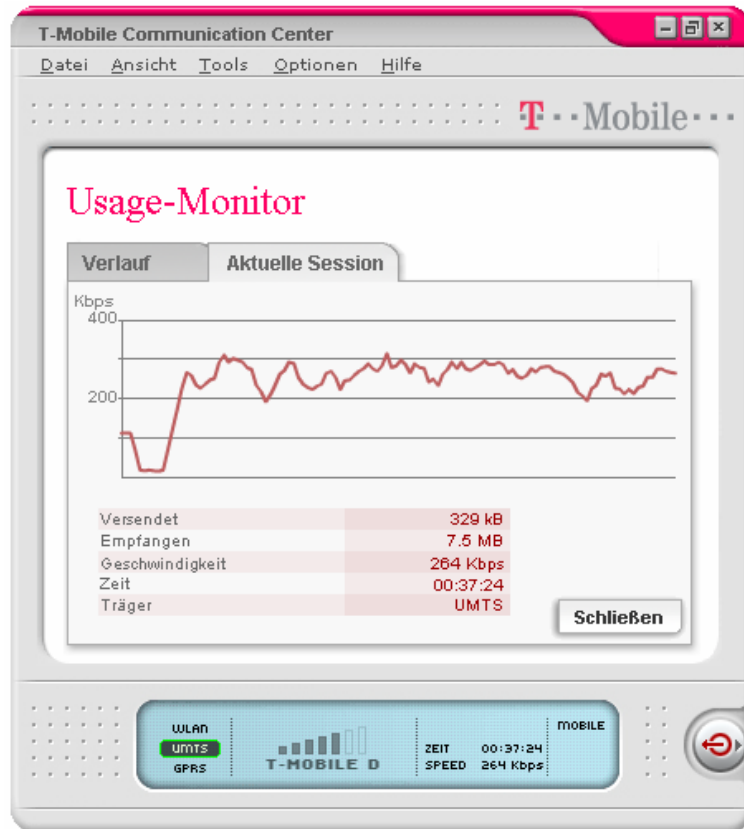 T-Mobile Communication Center
Datei Ansicht Tools Optionen Hilfe
T··Mobile···
Usage-Monitor
Verlauf Aktuelle Session
Kbps
400
200
Versendet 329 kB
Empfangen 7.5 MB
Geschwindigkeit 264 Kbps
Zeit 00:37:24
Träger UMTS
Schließen
WLAN
UMTS
GPRS
T-MOBILE D
MOBILE
ZEIT 00:37:24
SPEED 264 Kbps